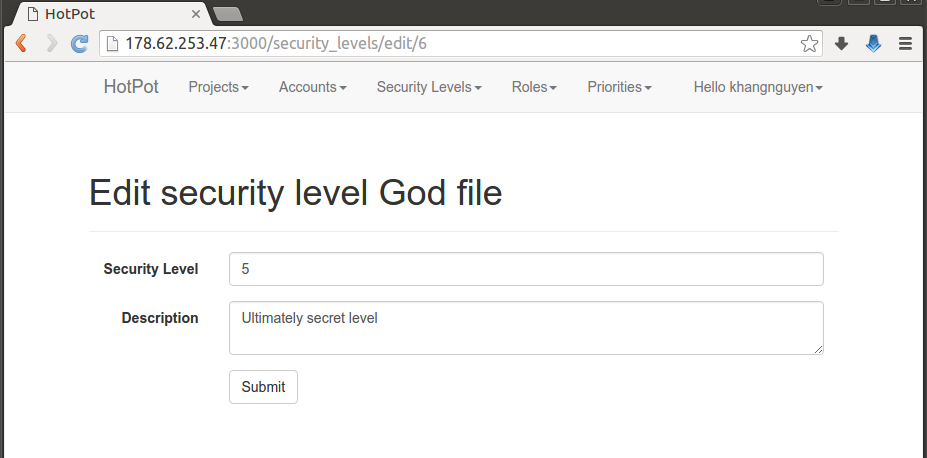 HotPot
178.62.253.47:3000/security_levels/edit/6
HotPot Projects Accounts Security Levels Roles Priorities Hello khangnguyen
Edit security level God file
Security Level 5
Description Ultimately secret level
Submit